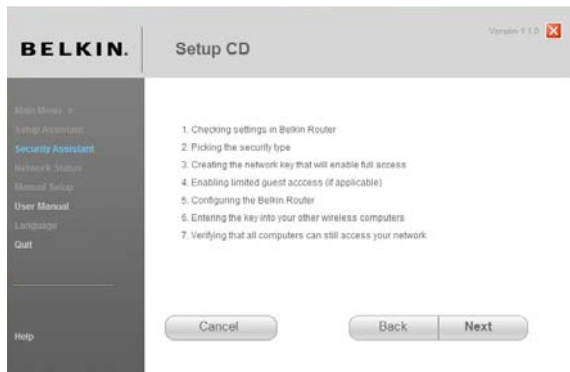 BELKIN.
Setup CD
Version 1.1.0
Main Menu
Setup Assistant
Security Assistant
Network Status
Manual Setup
User Manual
Language
Quit
Help
1. Checking settings in Belkin Router
2. Picking the security type
3. Creating the network key that will enable full access
4. Enabling limited guest acccess (if applicable)
5. Configuring the Belkin Router
6. Entering the key into your other wireless computers
7. Verifying that all computers can still access your network
Cancel
Back
Next